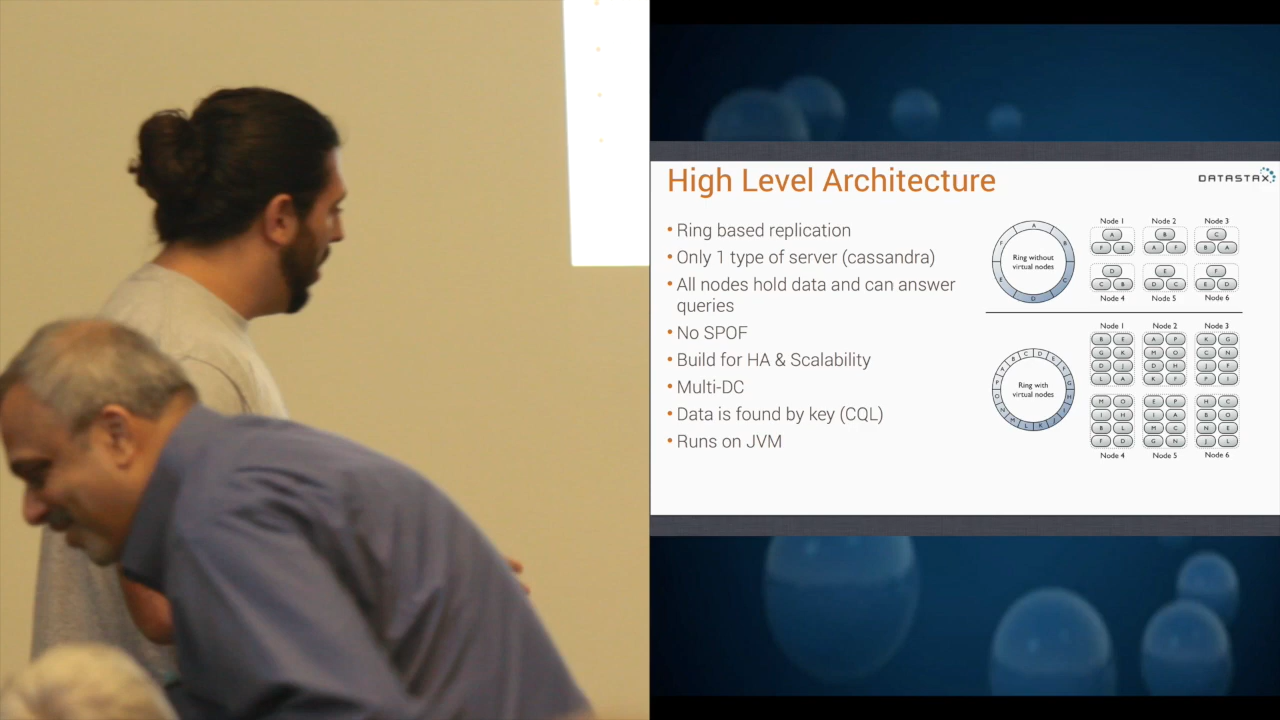 High Level Architecture
DATASTAX
• Ring based replication
• Only 1 type of server (cassandra)
• All nodes hold data and can answer
queries
• No SPOF
• Build for HA & Scalability
• Multi-DC
• Data is found by key (CQL)
• Runs on JVM
Ring without
virtual nodes
Node 1 Node 2 Node 3
A B C
F E A F B A
D E F
C B D C E D
Node 4 Node 5 Node 6
Ring with
virtual nodes
Node 1 Node 2 Node 3
Node 4 Node 5 Node 6